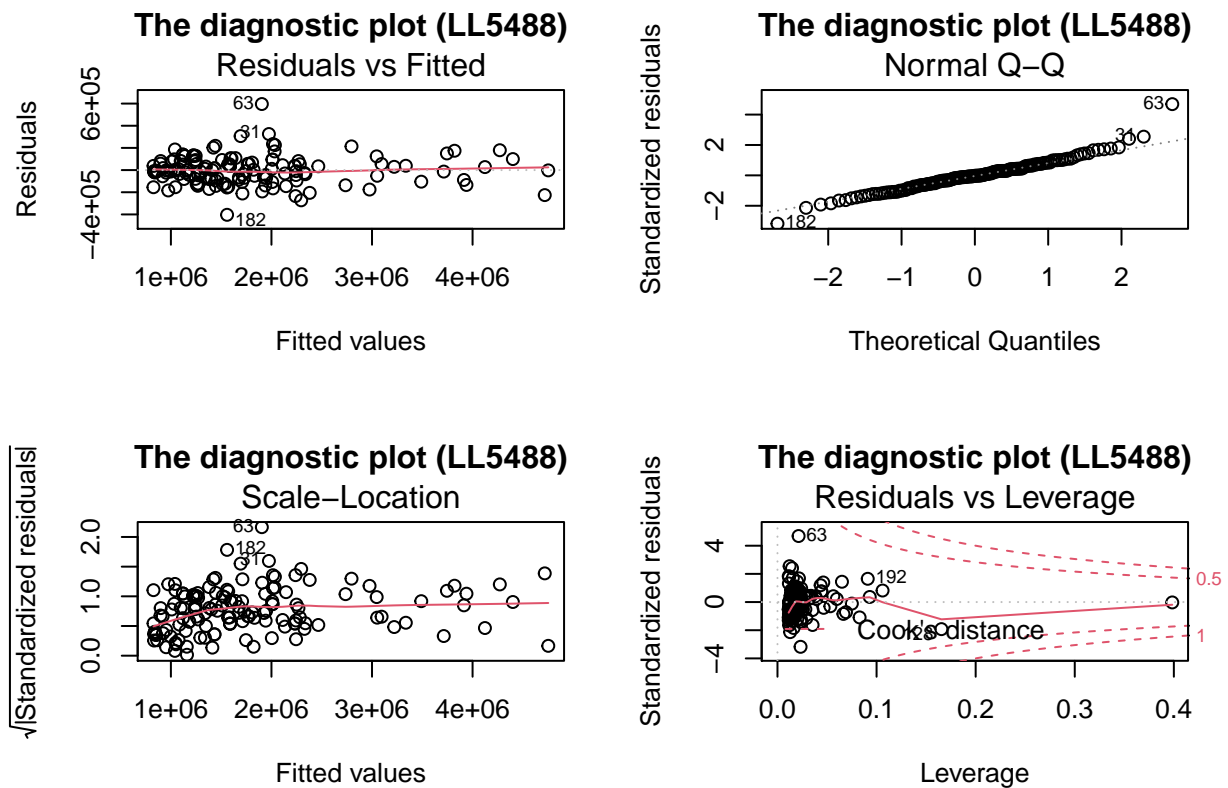 The diagnostic plot (LL5488)
Residuals vs Fitted
Residuals
6e+05
−4e+05
63
31
182
1e+06 2e+06 3e+06 4e+06
Fitted values
The diagnostic plot (LL5488)
Normal Q−Q
Standardized residuals
2
−2
63
31
182
−2 −1 0 1 2
Theoretical Quantiles
The diagnostic plot (LL5488)
Scale−Location
√|Standardized residuals|
2.0
1.0
0.0
63
182
31
1e+06 2e+06 3e+06 4e+06
Fitted values
The diagnostic plot (LL5488)
Residuals vs Leverage
Standardized residuals
4
0
−4
63
192
0.5
1
Cook's distance
0.0 0.1 0.2 0.3 0.4
Leverage